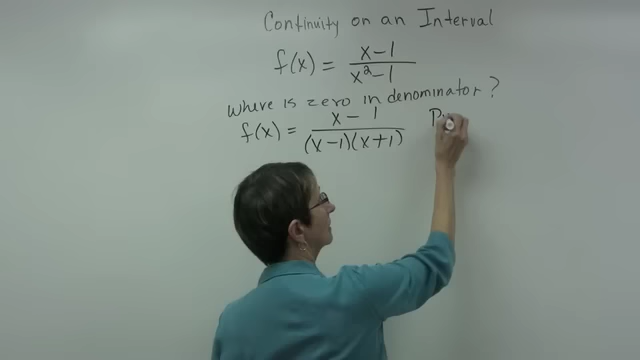 Continuity on an Interval
f(x) = x-1 / x²-1
where is zero in denominator?
f(x) = x-1 / (x-1)(x+1)